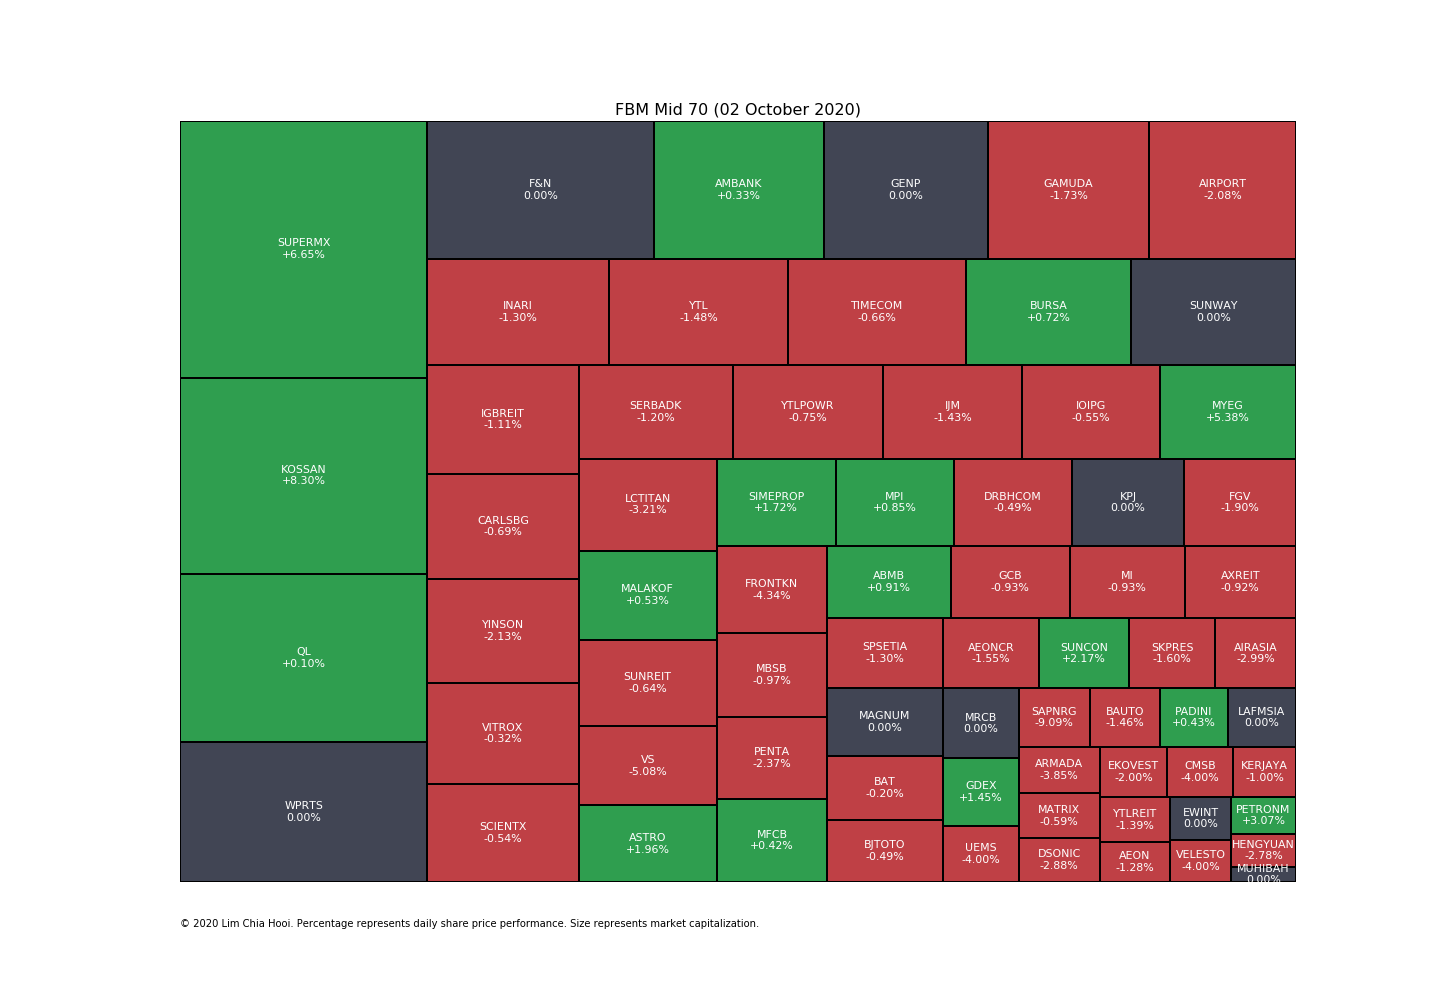 FBM Mid 70 (02 October 2020)
SUPERMX
+6.65%
KOSSAN
+8.30%
QL
+0.10%
WPRTS
0.00%
F&N
0.00%
AMBANK
+0.33%
GENP
0.00%
GAMUDA
-1.73%
AIRPORT
-2.08%
INARI
-1.30%
YTL
-1.48%
TIMECOM
-0.66%
BURSA
+0.72%
SUNWAY
0.00%
IGBREIT
-1.11%
CARLSBG
-0.69%
YINSON
-2.13%
VITROX
-0.32%
SCIENTX
-0.54%
SERBADK
-1.20%
YTLPOWR
-0.75%
IJM
-1.43%
IOIPG
-0.55%
MYEG
+5.38%
LCTITAN
-3.21%
MALAKOF
+0.53%
SUNREIT
-0.64%
VS
-5.08%
ASTRO
+1.96%
SIMEPROP
+1.72%
MPI
+0.85%
DRBHCOM
-0.49%
KPJ
0.00%
FGV
-1.90%
FRONTKN
-4.34%
MBSB
-0.97%
PENTA
-2.37%
MFCB
+0.42%
ABMB
+0.91%
GCB
-0.93%
MI
-0.93%
AXREIT
-0.92%
SPSETIA
-1.30%
AEONCR
-1.55%
SUNCON
+2.17%
SKPRES
-1.60%
AIRASIA
-2.99%
MAGNUM
0.00%
BAT
-0.20%
BJTOTO
-0.49%
MRCB
0.00%
GDEX
+1.45%
UEMS
-4.00%
SAPNRG
-9.09%
BAUTO
-1.46%
PADINI
+0.43%
LAFMSIA
0.00%
ARMADA
-3.85%
MATRIX
-0.59%
DSONIC
-2.88%
EKOVEST
-2.00%
CMSB
-4.00%
KERJAYA
-1.00%
YTLREIT
-1.39%
AEON
-1.28%
EWINT
0.00%
VELESTO
-4.00%
PETRONM
+3.07%
HENGYUAN
-2.78%
MUHIBAH
0.00%
© 2020 Lim Chia Hooi. Percentage represents daily share price performance. Size represents market capitalization.